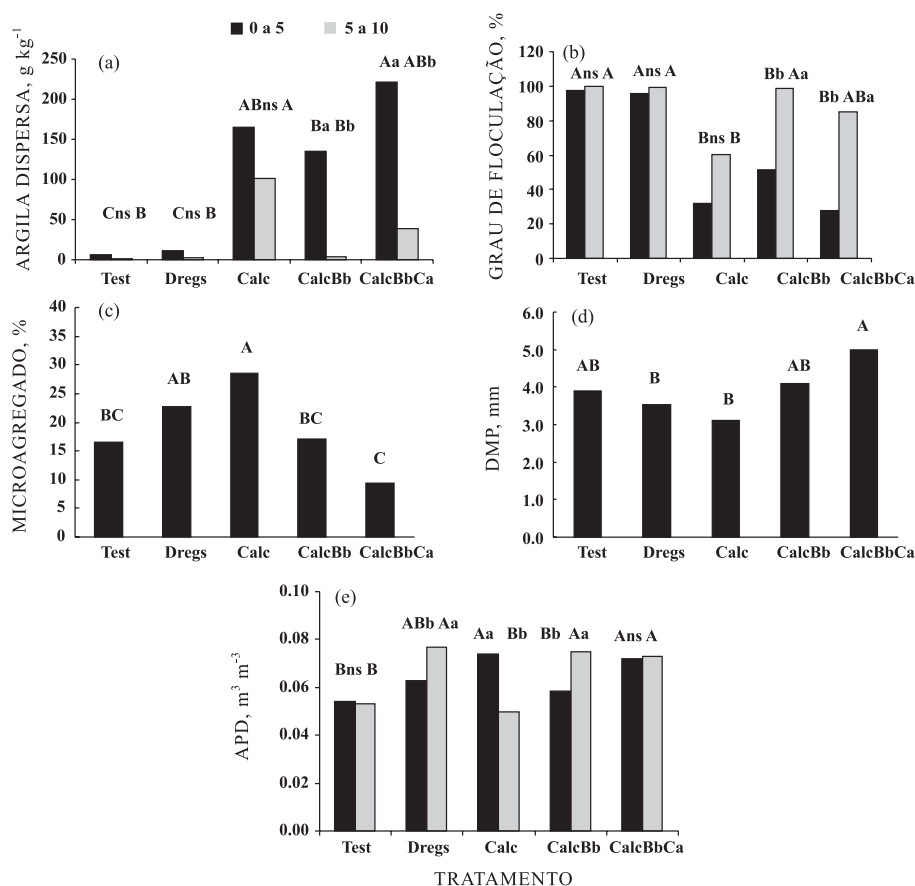 0 a 5 5 a 10
(a)
ARGILA DISPERSA, g kg⁻¹
250
200
150
100
50
0
Cns B
Cns B
ABns A
Ba Bb
Aa ABb
Test Dregs Calc CalcBb CalcBbCa
(b)
GRAU DE FLOCULAÇÃO, %
120
100
80
60
40
20
0
Ans A
Ans A
Bns B
Bb Aa
Bb ABa
Test Dregs Calc CalcBb CalcBbCa
(c)
MICROAGREGADO, %
40
35
30
25
20
15
10
5
0
BC
AB
A
BC
C
Test Dregs Calc CalcBb CalcBbCa
(d)
DMP, mm
6.0
5.0
4.0
3.0
2.0
1.0
0.0
AB
B
B
AB
A
Test Dregs Calc CalcBb CalcBbCa
(e)
APD, m³ m⁻³
0.10
0.08
0.06
0.04
0.02
0.00
Bns B
ABb Aa
Aa Bb
Bb Aa
Ans A
Test Dregs Calc CalcBb CalcBbCa
TRATAMENTO